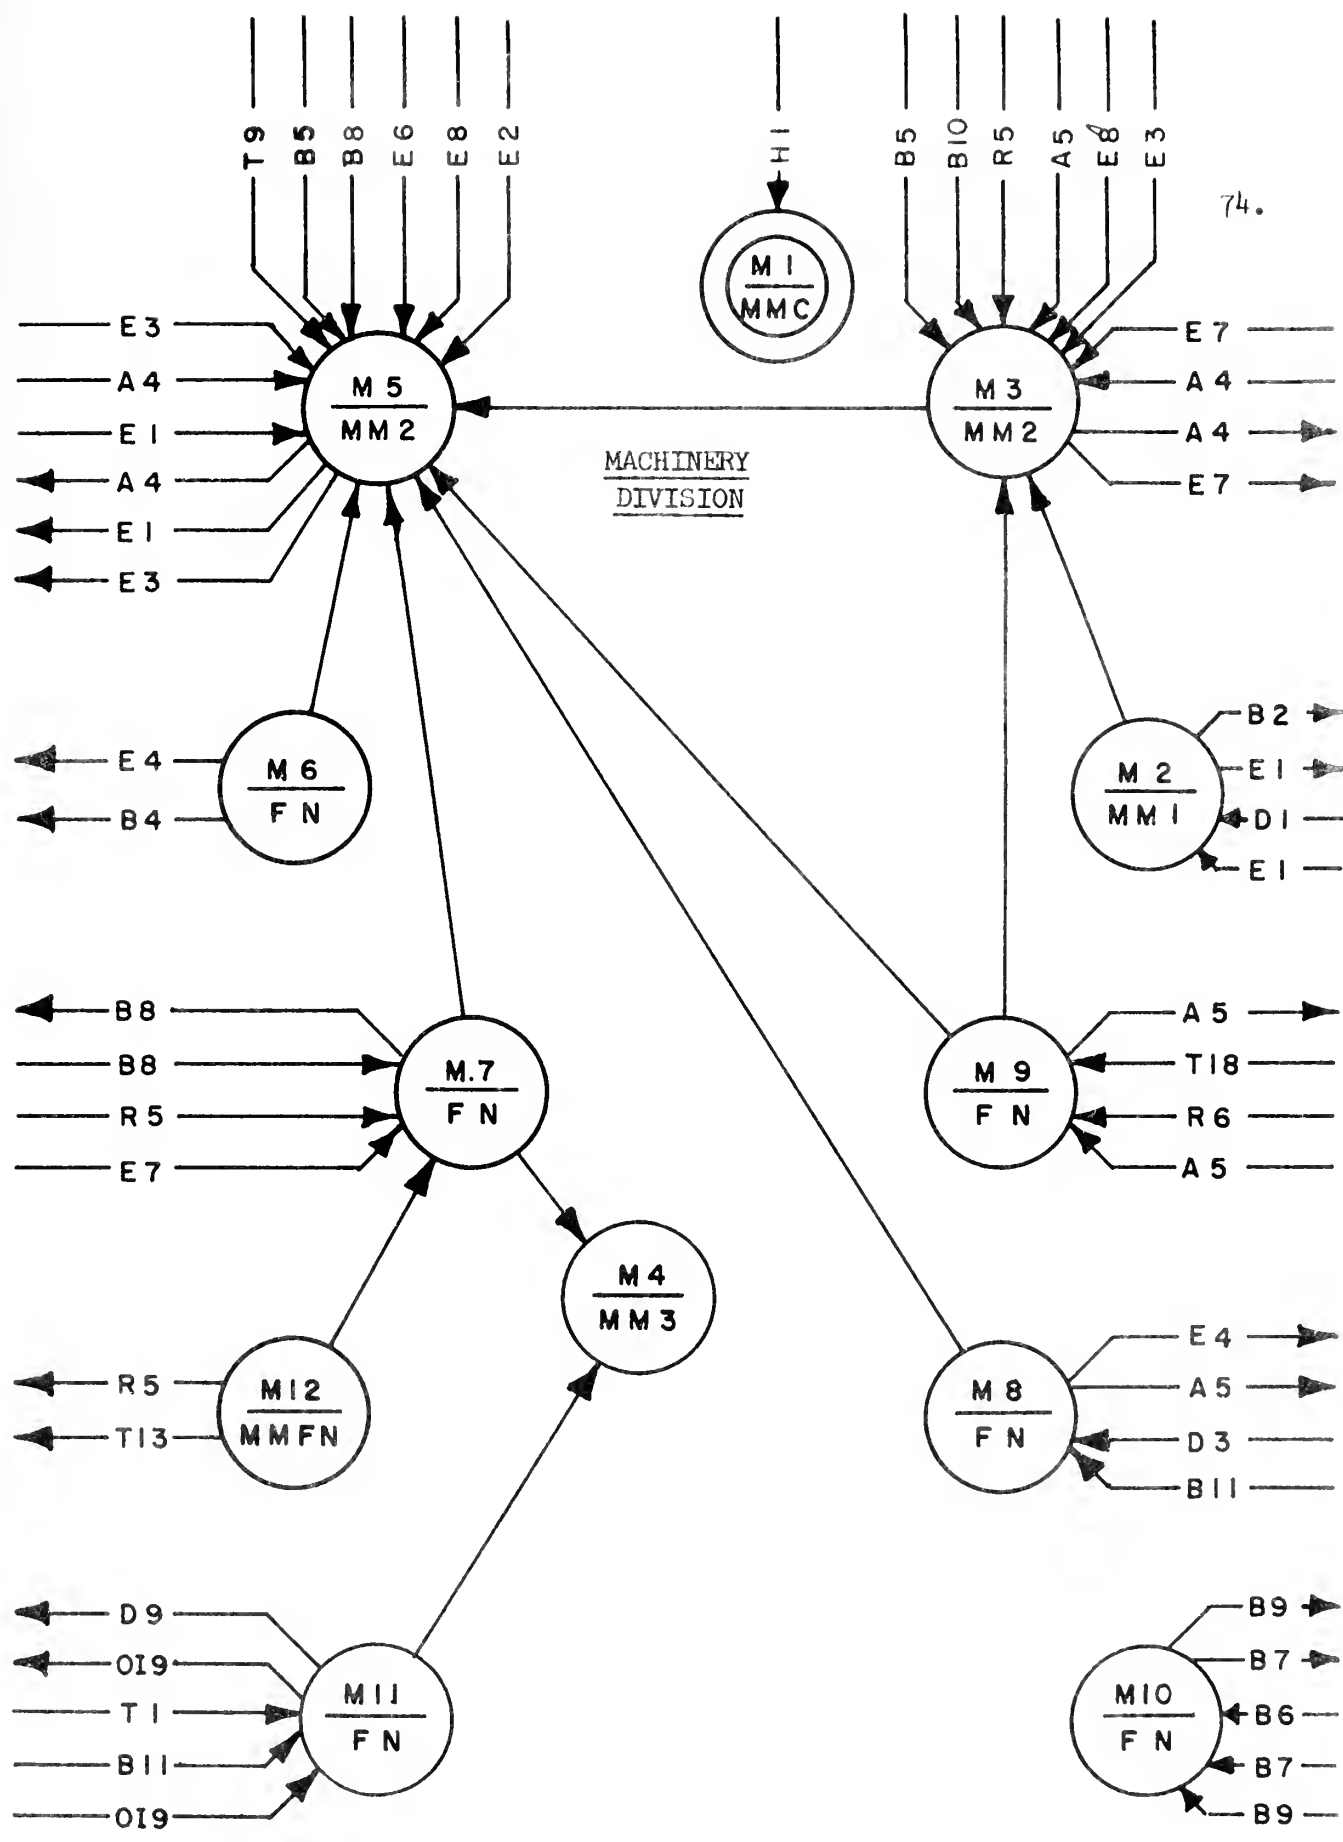 T9 B5 B8 E6 E8 E2 H1 B5 B10 R5 A5 E8 E3
74.
M1
MMC
E3
A4
E1
A4
E1
E3
M5
MM2
M3
MM2
E7
A4
A4
E7
MACHINERY
DIVISION
E4
B4
M6
FN
M2
MM1
B2
E1
D1
E1
B8
B8
R5
E7
M.7
FN
M9
FN
A5
T18
R6
A5
M4
MM3
R5
T13
M12
MMFN
M8
FN
E4
A5
D3
B11
D9
OI9
T1
B11
OI9
M11
FN
M10
FN
B9
B7
B6
B7
B9